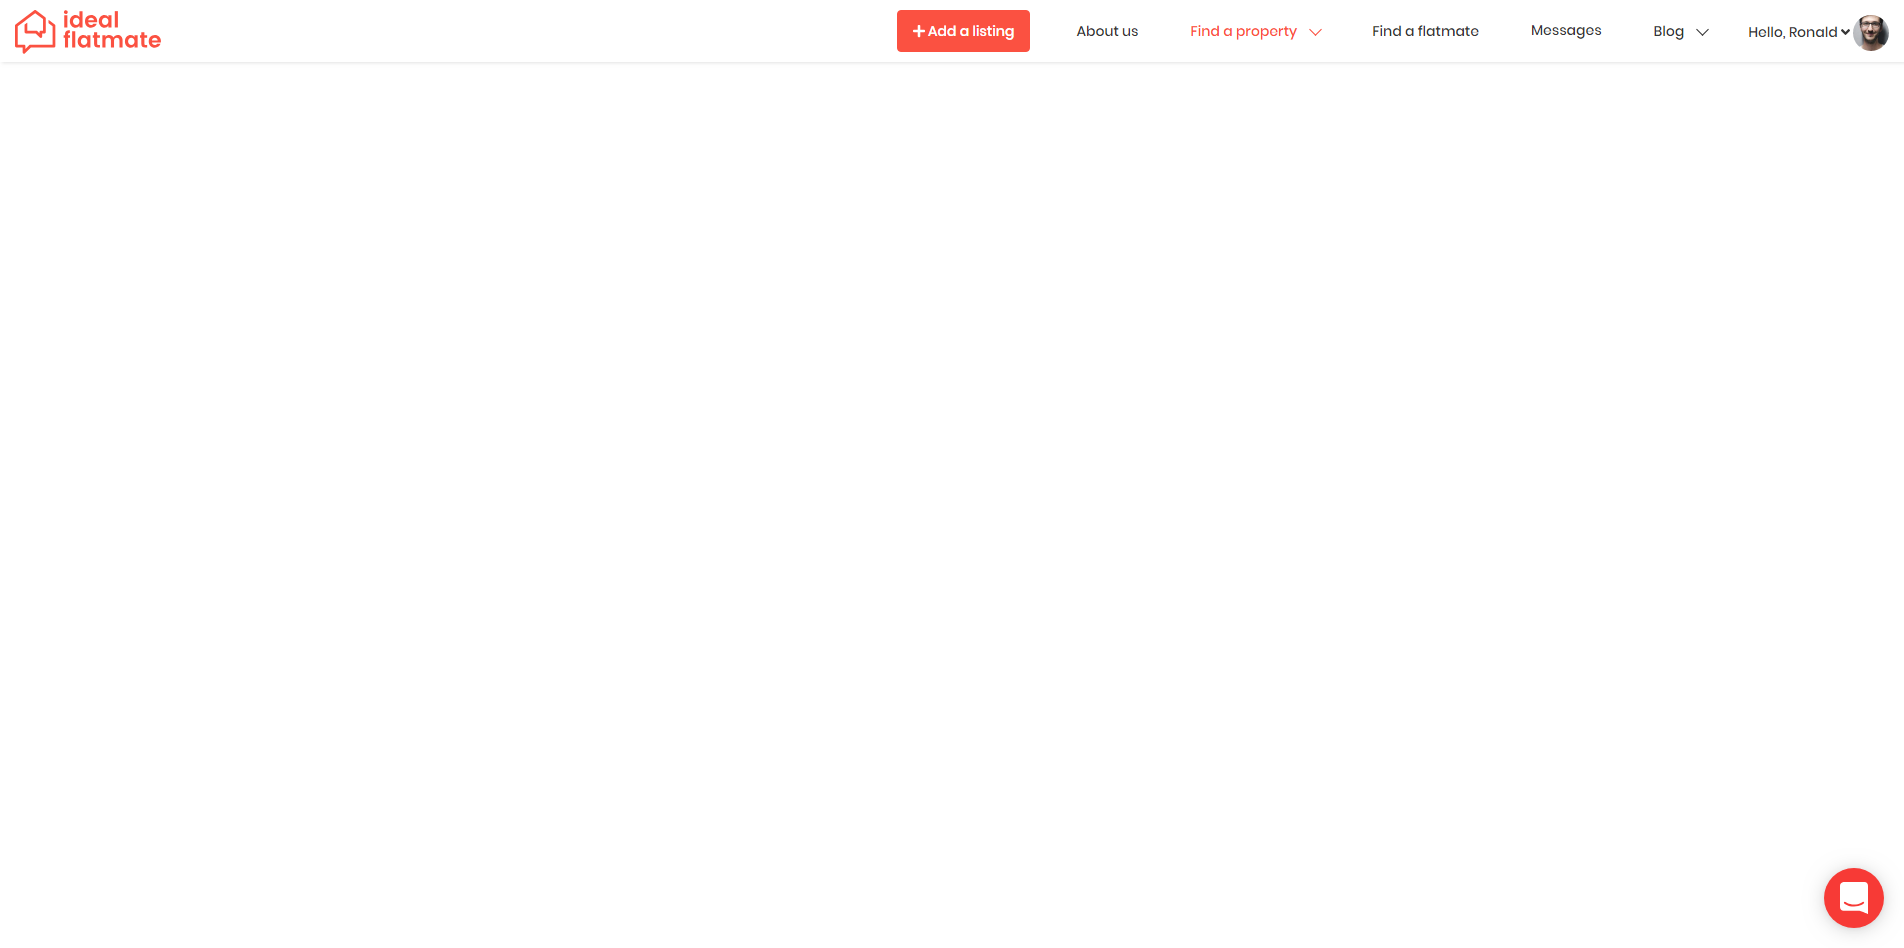 ideal
flatmate
Add a listing
About us
Find a property
Find a flatmate
Messages
Blog
Hello, Ronald